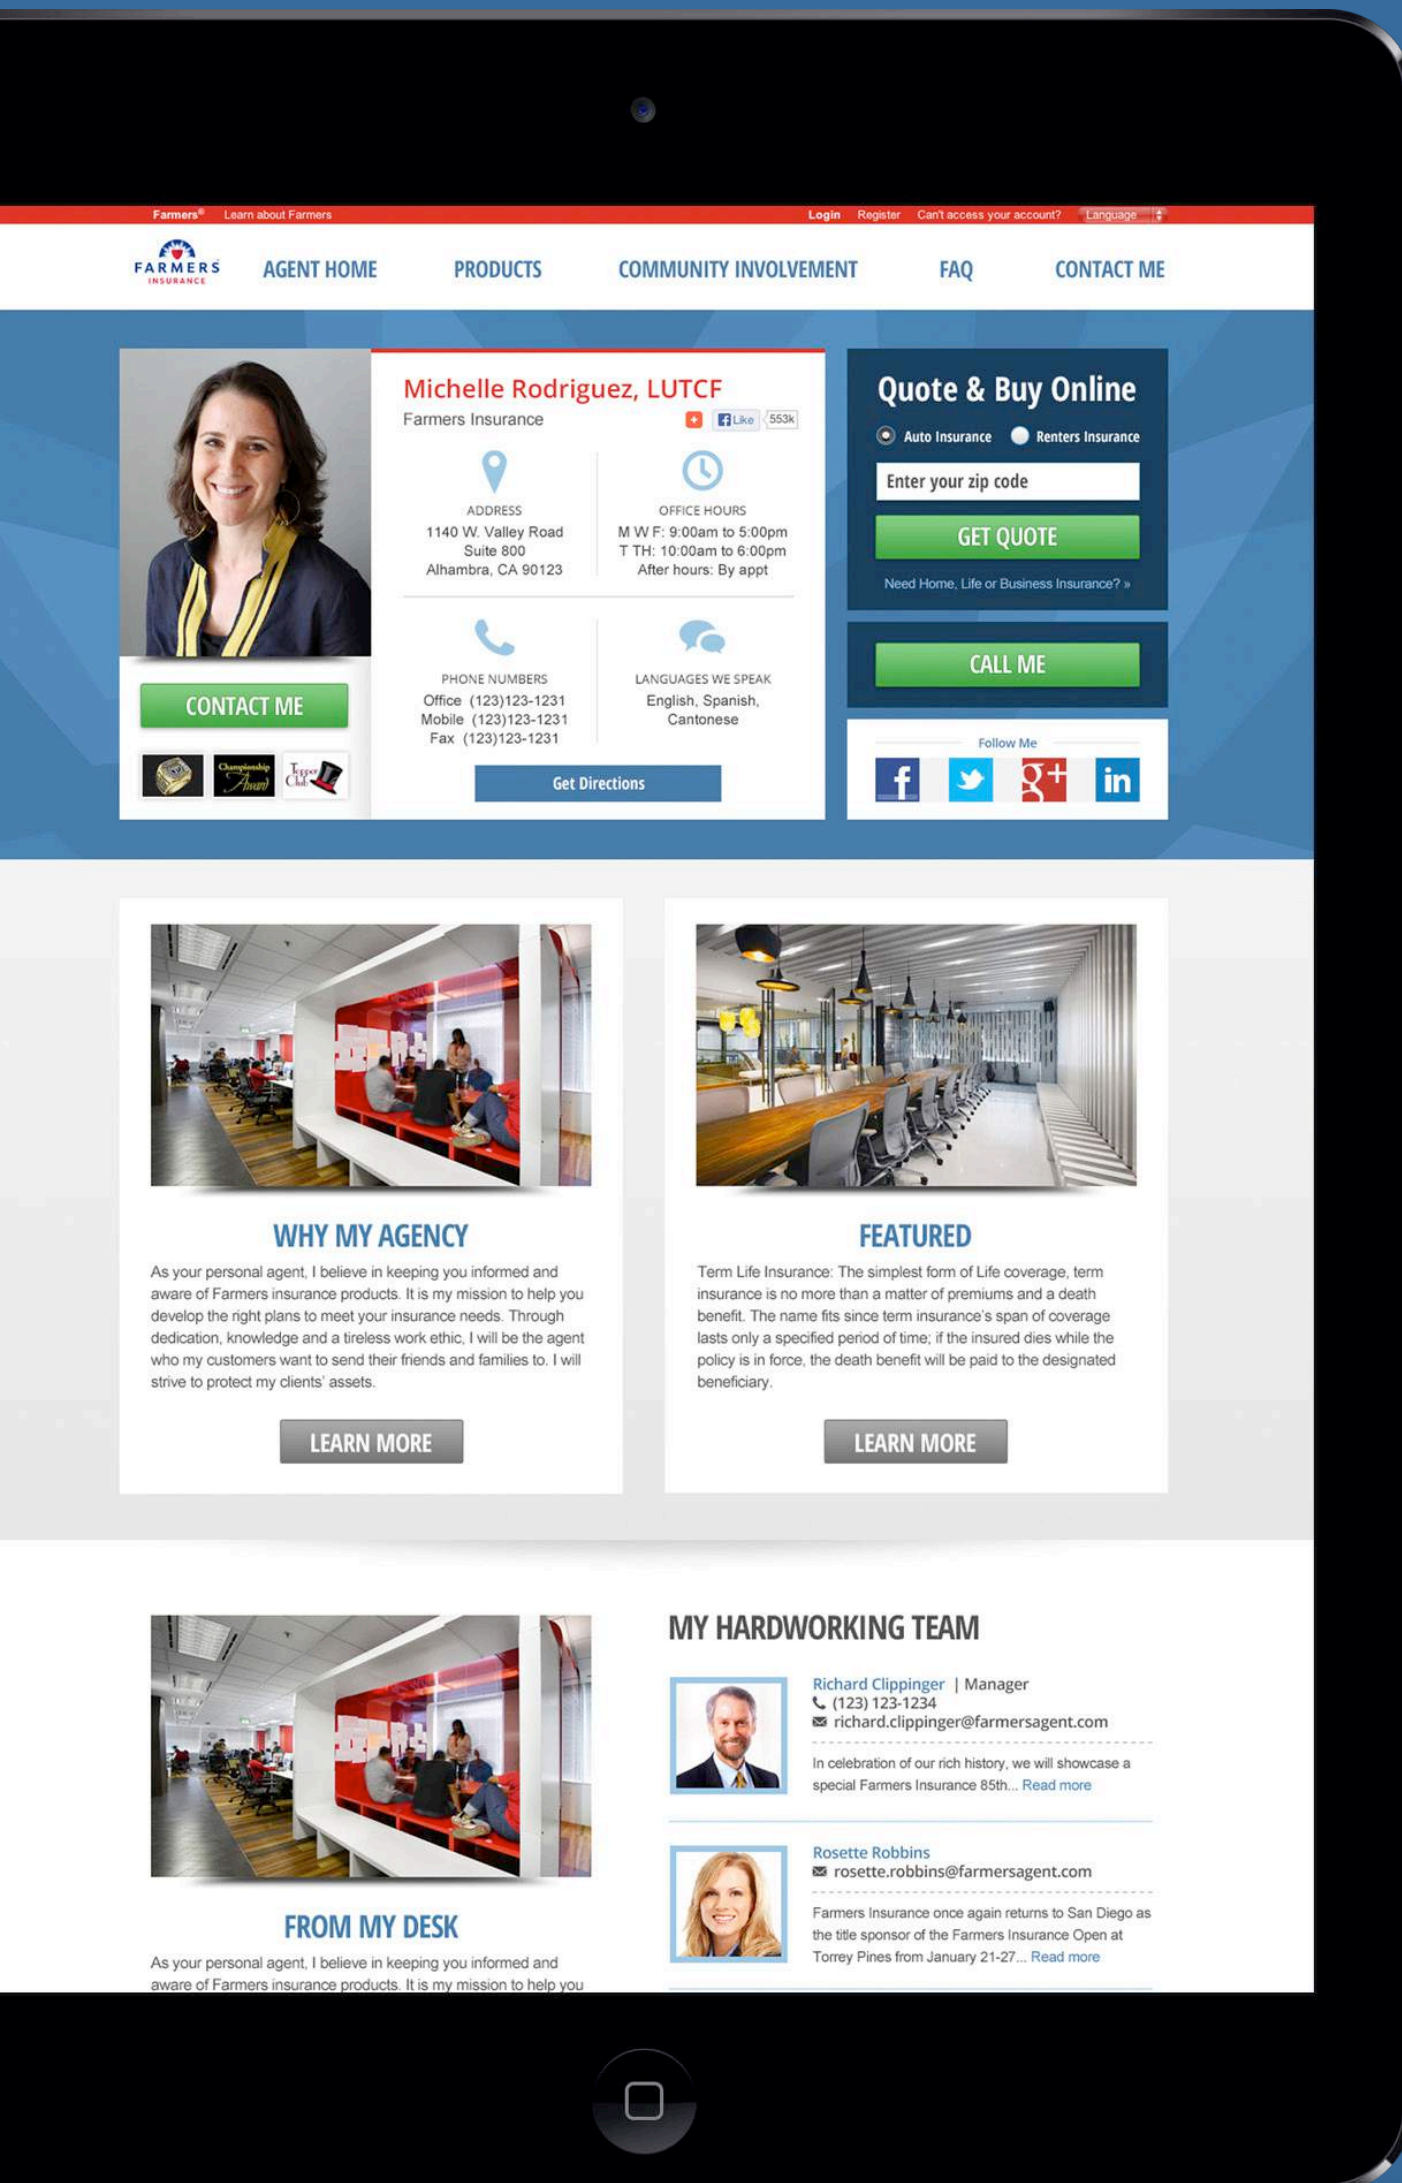 Farmers® Learn about Farmers Login Register Can't access your account? Language
FARMERS
INSURANCE
AGENT HOME PRODUCTS COMMUNITY INVOLVEMENT FAQ CONTACT ME
Michelle Rodriguez, LUTCF
Farmers Insurance
Like 553k
ADDRESS
1140 W. Valley Road
Suite 800
Alhambra, CA 90123
OFFICE HOURS
M W F: 9:00am to 5:00pm
T TH: 10:00am to 6:00pm
After hours: By appt
PHONE NUMBERS
Office (123)123-1231
Mobile (123)123-1231
Fax (123)123-1231
LANGUAGES WE SPEAK
English, Spanish,
Cantonese
Get Directions
CONTACT ME
Championship
Award
Topper
Club
Quote & Buy Online
Auto Insurance Renters Insurance
Enter your zip code
GET QUOTE
Need Home, Life or Business Insurance? »
CALL ME
Follow Me
f g+ in
WHY MY AGENCY
As your personal agent, I believe in keeping you informed and
aware of Farmers insurance products. It is my mission to help you
develop the right plans to meet your insurance needs. Through
dedication, knowledge and a tireless work ethic, I will be the agent
who my customers want to send their friends and families to. I will
strive to protect my clients' assets.
LEARN MORE
FEATURED
Term Life Insurance: The simplest form of Life coverage, term
insurance is no more than a matter of premiums and a death
benefit. The name fits since term insurance's span of coverage
lasts only a specified period of time; if the insured dies while the
policy is in force, the death benefit will be paid to the designated
beneficiary.
LEARN MORE
FROM MY DESK
As your personal agent, I believe in keeping you informed and
aware of Farmers insurance products. It is my mission to help you
MY HARDWORKING TEAM
Richard Clippinger | Manager
(123) 123-1234
richard.clippinger@farmersagent.com
In celebration of our rich history, we will showcase a
special Farmers Insurance 85th... Read more
Rosette Robbins
rosette.robbins@farmersagent.com
Farmers Insurance once again returns to San Diego as
the title sponsor of the Farmers Insurance Open at
Torrey Pines from January 21-27... Read more